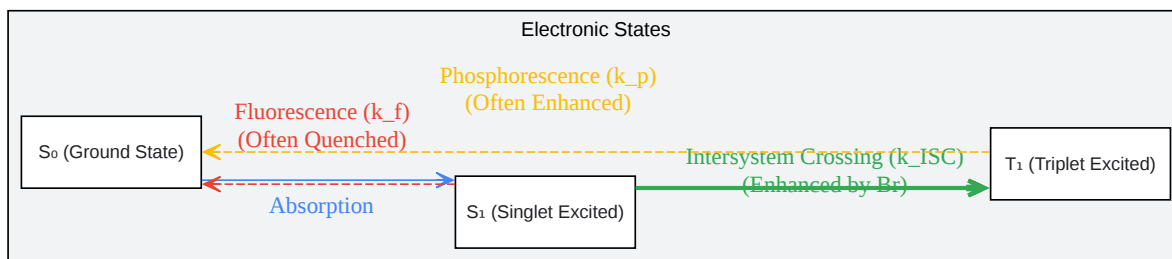 Electronic States
Phosphorescence (k_p)
(Often Enhanced)
Fluorescence (k_f)
(Often Quenched)
S₀ (Ground State)
Intersystem Crossing (k_ISC)
(Enhanced by Br)
T₁ (Triplet Excited)
Absorption
S₁ (Singlet Excited)